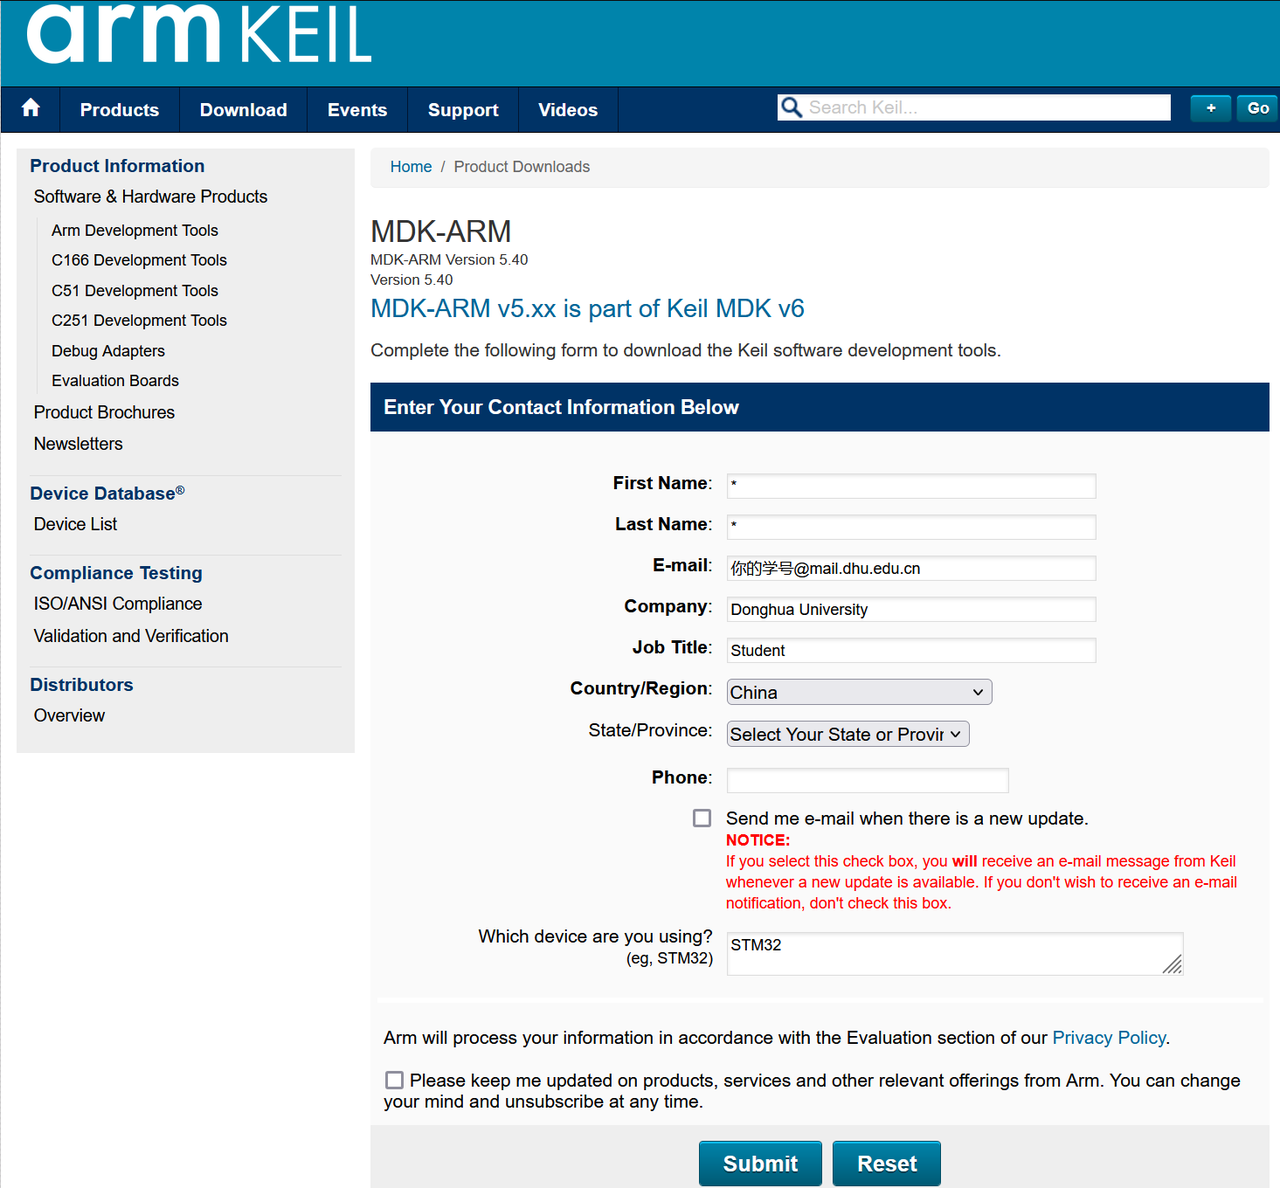 arm KEIL
Products
Download
Events
Support
Videos
Search Keil...
+
Go
Product Information
Software & Hardware Products
Arm Development Tools
C166 Development Tools
C51 Development Tools
C251 Development Tools
Debug Adapters
Evaluation Boards
Product Brochures
Newsletters
Device Database®
Device List
Compliance Testing
ISO/ANSI Compliance
Validation and Verification
Distributors
Overview
Home / Product Downloads
MDK-ARM
MDK-ARM Version 5.40
Version 5.40
MDK-ARM v5.xx is part of Keil MDK v6
Complete the following form to download the Keil software development tools.
Enter Your Contact Information Below
First Name: *
Last Name: *
E-mail: 你的学号@mail.dhu.edu.cn
Company: Donghua University
Job Title: Student
Country/Region: China
State/Province: Select Your State or Provir
Phone:
Send me e-mail when there is a new update.
NOTICE:
If you select this check box, you will receive an e-mail message from Keil
whenever a new update is available. If you don't wish to receive an e-mail
notification, don't check this box.
Which device are you using? STM32
(eg, STM32)
Arm will process your information in accordance with the Evaluation section of our Privacy Policy.
Please keep me updated on products, services and other relevant offerings from Arm. You can change
your mind and unsubscribe at any time.
Submit
Reset